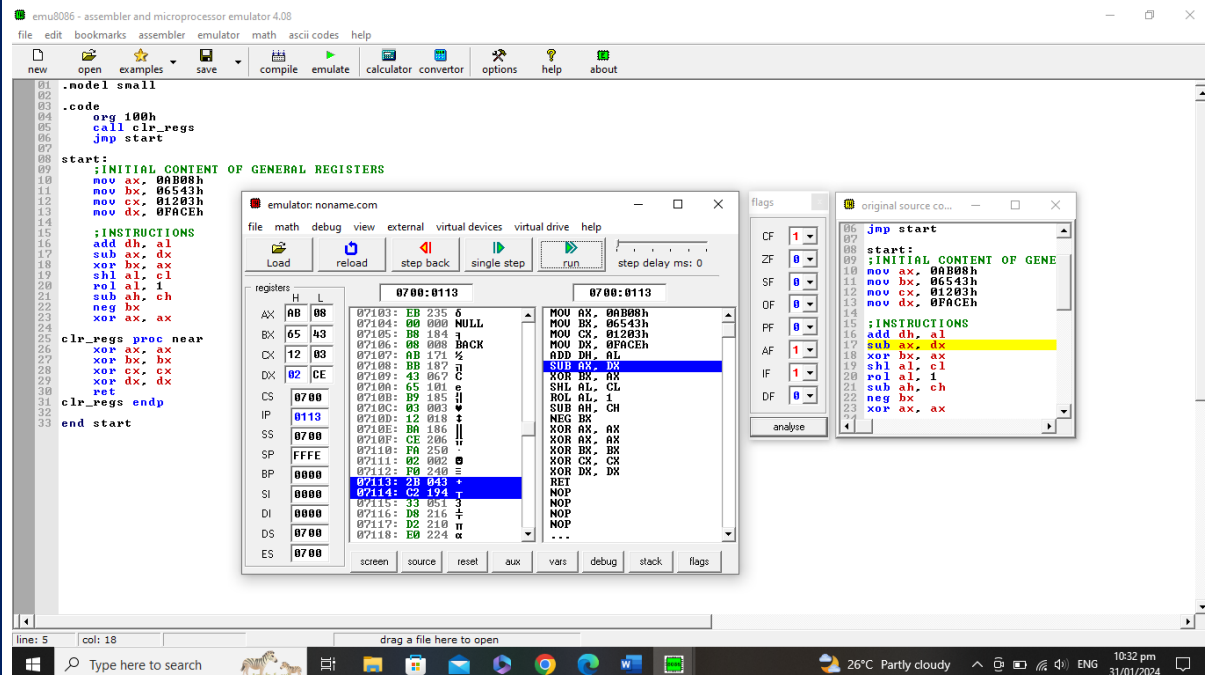 emu8086 - assembler and microprocessor emulator 4.08
file edit bookmarks assembler emulator math ascii codes help
new open examples save compile emulate calculator convertor options help about
01 .model small
02
03 .code
04 org 100h
05 call clr_regs
06 jmp start
07
08 start:
09 ;INITIAL CONTENT OF GENERAL REGISTERS
10 mov ax, 0AB08h
11 mov bx, 06543h
12 mov cx, 01203h
13 mov dx, 0FACEh
14
15 ;INSTRUCTIONS
16 add dh, al
17 sub ax, dx
18 xor bx, ax
19 shl al, cl
20 rol al, 1
21 sub ah, ch
22 neg bx
23 xor ax, ax
24
25 clr_regs proc near
26 xor ax, ax
27 xor bx, bx
28 xor cx, cx
29 xor dx, dx
30 ret
31 clr_regs endp
32
33 end start
emulator: noname.com
file math debug view external virtual devices virtual drive help
Load reload step back single step run step delay ms: 0
registers
H L
AX AB 08
BX 65 43
CX 12 03
DX 02 CE
CS 0700
IP 0113
SS 0700
SP FFFE
BP 0000
SI 0000
DI 0000
DS 0700
ES 0700
0700:0113
07103: EB 235 δ
07104: 00 000 NULL
07105: B8 184 ╕
07106: 08 008 BACK
07107: AB 171 ½
07108: BB 187 ╗
07109: 43 067 C
0710A: 65 101 e
0710B: B9 185 ╣
0710C: 03 003 ♥
0710D: 12 018 ↕
0710E: BA 186 ║
0710F: CE 206 ╬
07110: FA 250 ·
07111: 02 002 ☻
07112: F0 240 ≡
07113: 2B 043 +
07114: C2 194 ┬
07115: 33 051 3
07116: D8 216 ╪
07117: D2 210 π
07118: E0 224 α
0700:0113
MOV AX, 0AB08h
MOV BX, 06543h
MOV CX, 01203h
MOV DX, 0FACEh
ADD DH, AL
SUB AX, DX
XOR BX, AX
SHL AL, CL
ROL AL, 1
SUB AH, CH
NEG BX
XOR AX, AX
XOR AX, AX
XOR BX, BX
XOR CX, CX
XOR DX, DX
RET
NOP
NOP
NOP
...
screen source reset aux vars debug stack flags
flags
CF 1
ZF 0
SF 0
OF 0
PF 0
AF 1
IF 1
DF 0
analyse
original source co...
06 jmp start
07
08 start:
09 ;INITIAL CONTENT OF GENE
10 mov ax, 0AB08h
11 mov bx, 06543h
12 mov cx, 01203h
13 mov dx, 0FACEh
14
15 ;INSTRUCTIONS
16 add dh, al
17 sub ax, dx
18 xor bx, ax
19 shl al, cl
20 rol al, 1
21 sub ah, ch
22 neg bx
23 xor ax, ax
line: 5 col: 18 drag a file here to open
Type here to search
26°C Partly cloudy
ENG
10:32 pm
31/01/2024